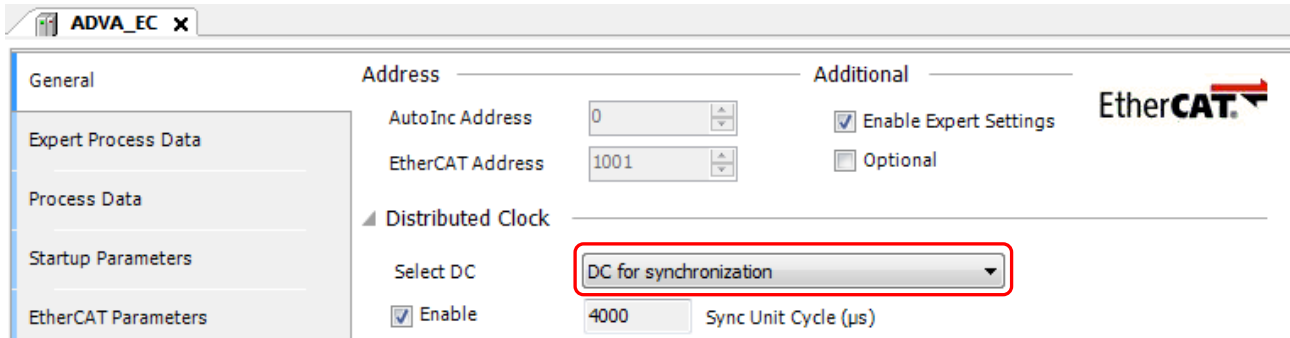 ADVA_EC
General
Expert Process Data
Process Data
Startup Parameters
EtherCAT Parameters
Address
AutoInc Address 0
EtherCAT Address 1001
Additional
Enable Expert Settings
Optional
EtherCAT.
Distributed Clock
Select DC DC for synchronization
Enable 4000 Sync Unit Cycle (µs)